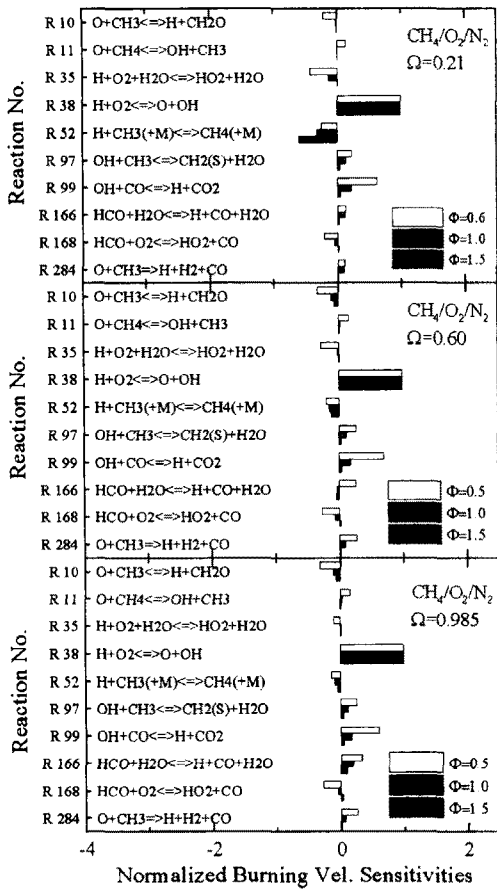 Reaction No.
R 10 O+CH3<=>H+CH2O
R 11 O+CH4<=>OH+CH3
R 35 H+O2+H2O<=>HO2+H2O
R 38 H+O2<=>O+OH
R 52 H+CH3(+M)<=>CH4(+M)
R 97 OH+CH3<=>CH2(S)+H2O
R 99 OH+CO<=>H+CO2
R 166 HCO+H2O<=>H+CO+H2O
R 168 HCO+O2<=>HO2+CO
R 284 O+CH3=>H+H2+CO
CH₄/O₂/N₂
Ω=0.21
Φ=0.6
Φ=1.0
Φ=1.5
Reaction No.
R 10 O+CH3<=>H+CH2O
R 11 O+CH4<=>OH+CH3
R 35 H+O2+H2O<=>HO2+H2O
R 38 H+O2<=>O+OH
R 52 H+CH3(+M)<=>CH4(+M)
R 97 OH+CH3<=>CH2(S)+H2O
R 99 OH+CO<=>H+CO2
R 166 HCO+H2O<=>H+CO+H2O
R 168 HCO+O2<=>HO2+CO
R 284 O+CH3=>H+H2+CO
CH₄/O₂/N₂
Ω=0.60
Φ=0.5
Φ=1.0
Φ=1.5
Reaction No.
R 10 O+CH3<=>H+CH2O
R 11 O+CH4<=>OH+CH3
R 35 H+O2+H2O<=>HO2+H2O
R 38 H+O2<=>O+OH
R 52 H+CH3(+M)<=>CH4(+M)
R 97 OH+CH3<=>CH2(S)+H2O
R 99 OH+CO<=>H+CO2
R 166 HCO+H2O<=>H+CO+H2O
R 168 HCO+O2<=>HO2+CO
R 284 O+CH3=>H+H2+CO
CH₄/O₂/N₂
Ω=0.985
Φ=0.5
Φ=1.0
Φ=1.5
-4 -2 0 2
Normalized Burning Vel. Sensitivities